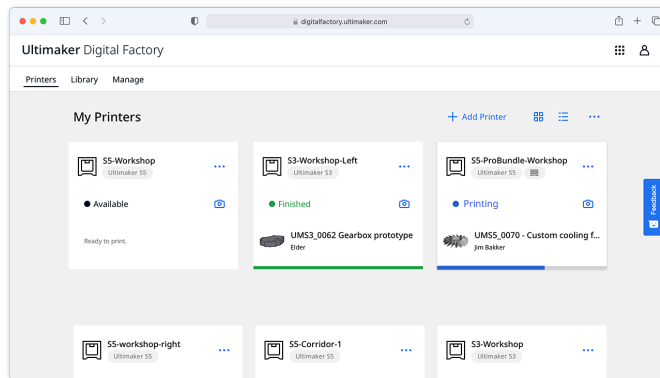 digitalfactory.ultimaker.com
Ultimaker Digital Factory
Printers Library Manage
My Printers
Add Printer
S5-Workshop
Ultimaker S5
Available
Ready to print.
S3-Workshop-Left
Ultimaker S3
Finished
UMS3_0062 Gearbox prototype
Elder
S5-ProBundle-Workshop
Ultimaker S5
Printing
UMS5_0070 - Custom cooling f...
Jim Bakker
Feedback
S5-workshop-right
Ultimaker S5
S5-Corridor-1
Ultimaker S5
S3-Workshop
Ultimaker S3